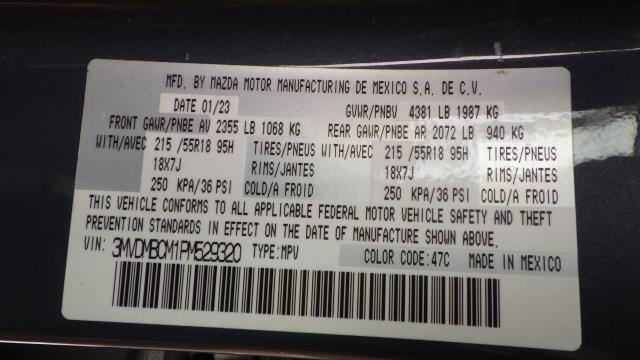 MFD. BY MAZDA MOTOR MANUFACTURING DE MEXICO S.A. DE C.V.
DATE 01/23 GVWR/PNBV 4381 LB 1987 KG
FRONT GAWR/PNBE AV 2355 LB 1068 KG REAR GAWR/PNBE AR 2072 LB 940 KG
WITH/AVEC 215 /55R18 95H TIRES/PNEUS WITH/AVEC 215 /55R18 95H TIRES/PNEUS
18X7J RIMS/JANTES 18X7J RIMS/JANTES
250 KPA/36 PSI COLD/A FROID 250 KPA/36 PSI COLD/A FROID
THIS VEHICLE CONFORMS TO ALL APPLICABLE FEDERAL MOTOR VEHICLE SAFETY AND THEFT
PREVENTION STANDARDS IN EFFECT ON THE DATE OF MANUFACTURE SHOWN ABOVE.
VIN: 3MVDMBCM1PM529320 TYPE:MPV COLOR CODE:47C MADE IN MEXICO